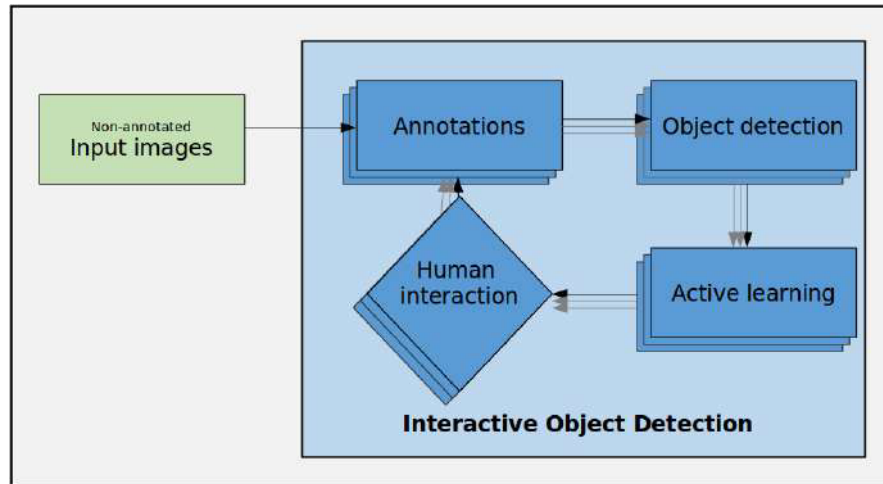 Non-annotated
Input images
Annotations
Object detection
Human
interaction
Active learning
Interactive Object Detection